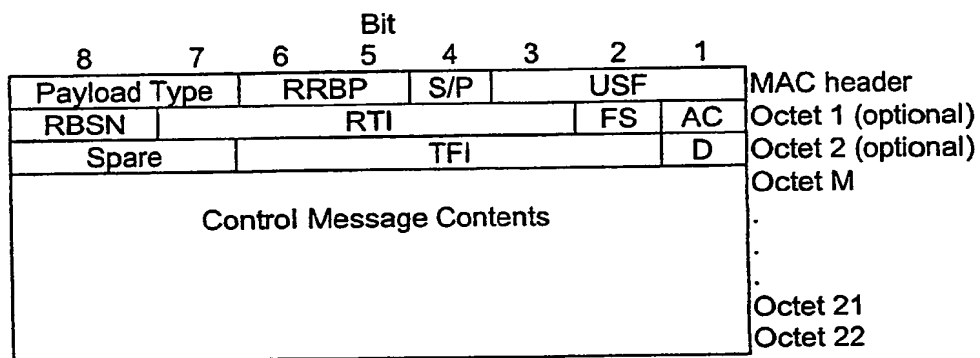 Bit
8 7 6 5 4 3 2 1
Payload Type RRBP S/P USF MAC header
RBSN RTI FS AC Octet 1 (optional)
Spare TFI D Octet 2 (optional)
Octet M
Control Message Contents
.
.
.
Octet 21
Octet 22